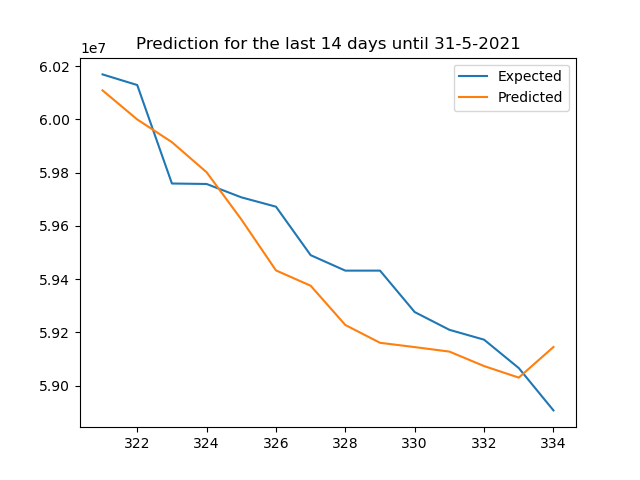 Prediction for the last 14 days until 31-5-2021
1e7
Expected
Predicted
6.02
6.00
5.98
5.96
5.94
5.92
5.90
322 324 326 328 330 332 334